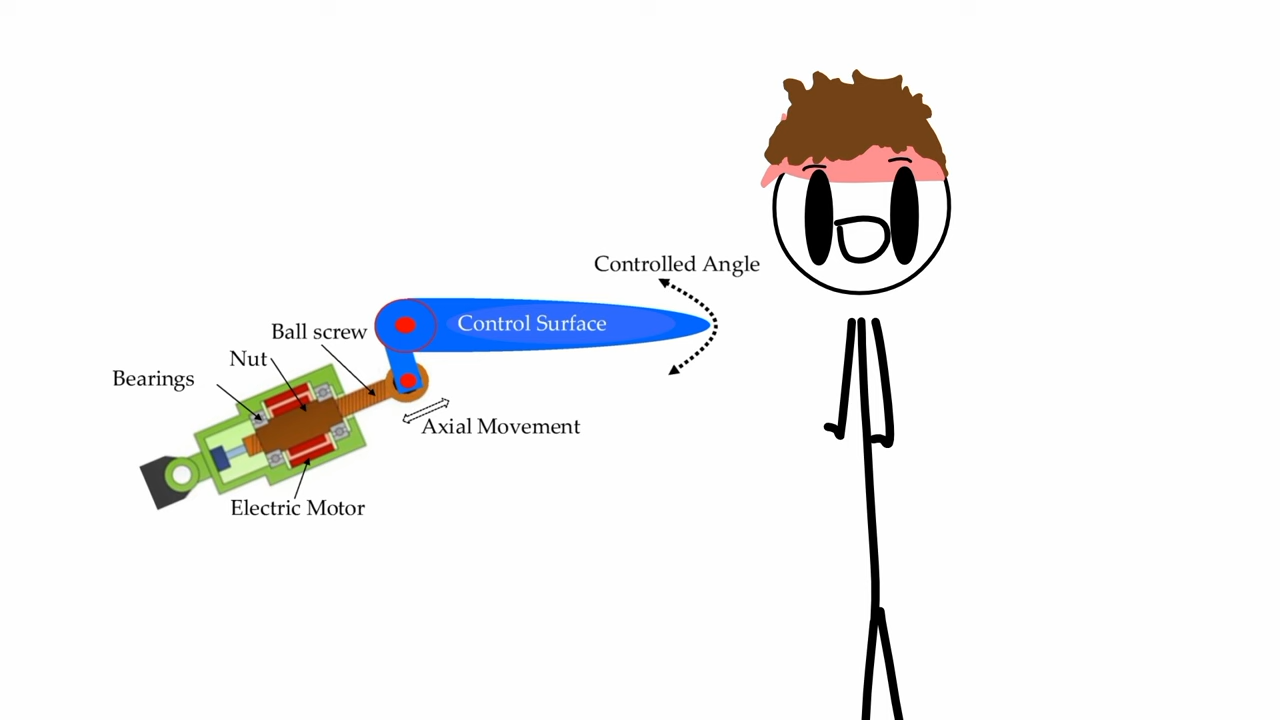 Controlled Angle
Control Surface
Ball screw
Nut
Bearings
Axial Movement
Electric Motor